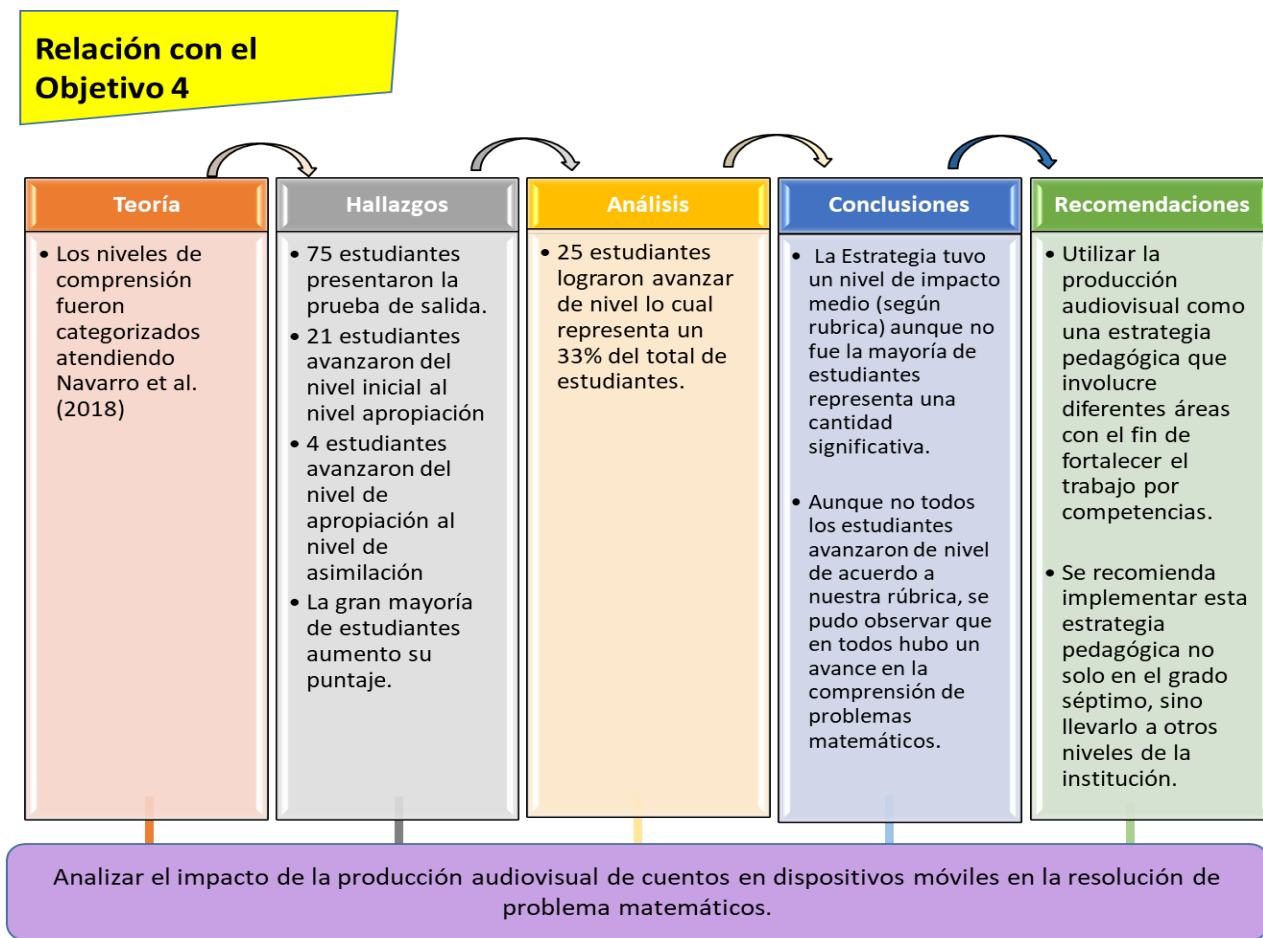 Relación con el
Objetivo 4
Teoría
• Los niveles de
comprensión
fueron
categorizados
atendiendo
Navarro et al.
(2018)
Hallazgos
• 75 estudiantes
presentaron la
prueba de salida.
• 21 estudiantes
avanzaron del
nivel inicial al
nivel apropiación
• 4 estudiantes
avanzaron del
nivel de
apropiación al
nivel de
asimilación
• La gran mayoría
de estudiantes
aumento su
puntaje.
Análisis
• 25 estudiantes
lograron avanzar
de nivel lo cual
representa un
33% del total de
estudiantes.
Conclusiones
• La Estrategia tuvo
un nivel de impacto
medio (según
rubrica) aunque no
fue la mayoría de
estudiantes
representa una
cantidad
significativa.
• Aunque no todos
los estudiantes
avanzaron de nivel
de acuerdo a
nuestra rúbrica, se
pudo observar que
en todos hubo un
avance en la
comprensión de
problemas
matemáticos.
Recomendaciones
• Utilizar la
producción
audiovisual como
una estrategia
pedagógica que
involucre
diferentes áreas
con el fin de
fortalecer el
trabajo por
competencias.
• Se recomienda
implementar esta
estrategia
pedagógica no
solo en el grado
séptimo, sino
llevarlo a otros
niveles de la
institución.
Analizar el impacto de la producción audiovisual de cuentos en dispositivos móviles en la resolución de
problema matemáticos.